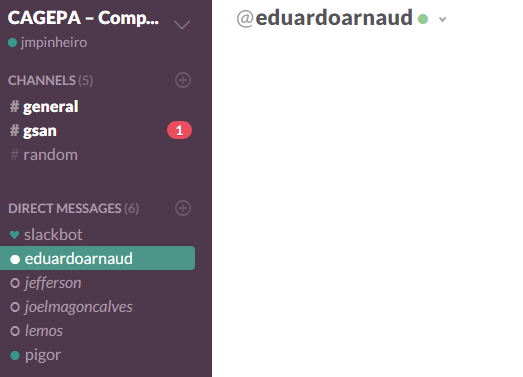 CAGEPA – Comp...
jmpinheiro
CHANNELS (5)
# general
# gsan 1
# random
DIRECT MESSAGES (6)
slackbot
eduardoarnaud
jefferson
joelmagoncalves
lemos
pigor
@eduardoarnaud